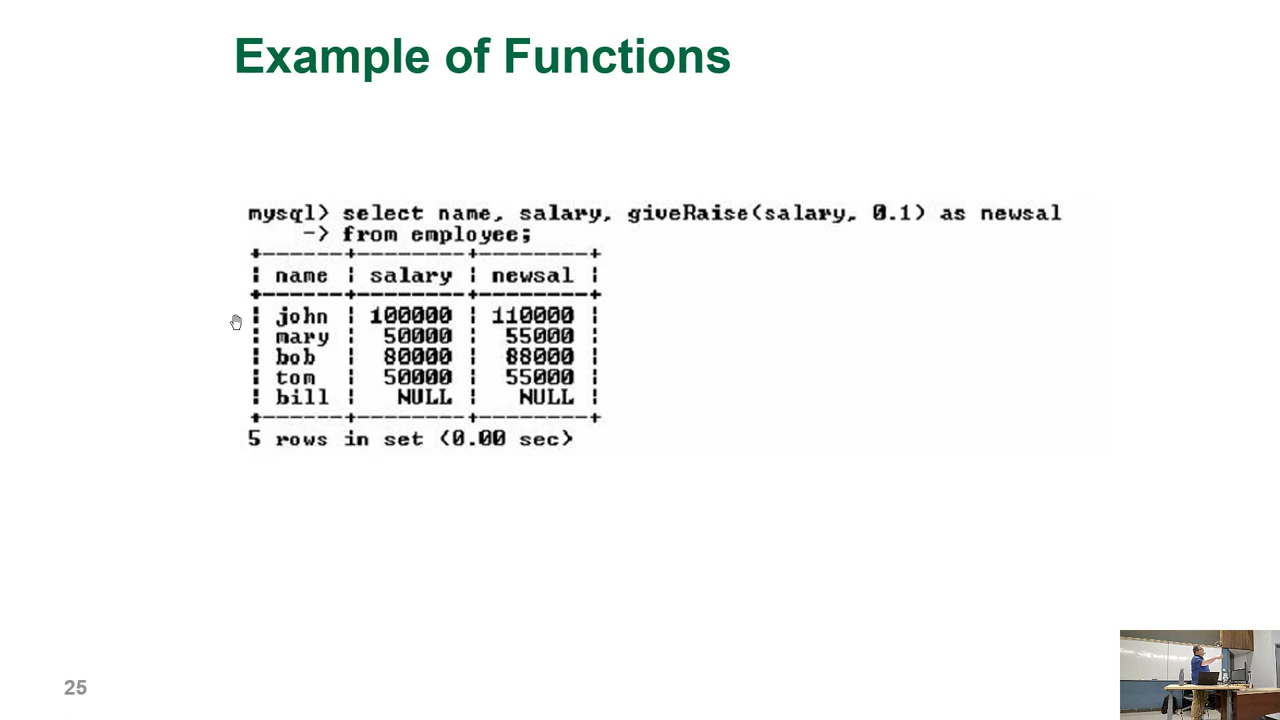 Example of Functions
mysql> select name, salary, giveRaise(salary, 0.1) as newsal
-> from employee;
+------+--------+--------+
| name | salary | newsal |
+------+--------+--------+
| john | 100000 | 110000 |
| mary | 50000 | 55000 |
| bob | 80000 | 88000 |
| tom | 50000 | 55000 |
| bill | NULL | NULL |
+------+--------+--------+
5 rows in set (0.00 sec)
25